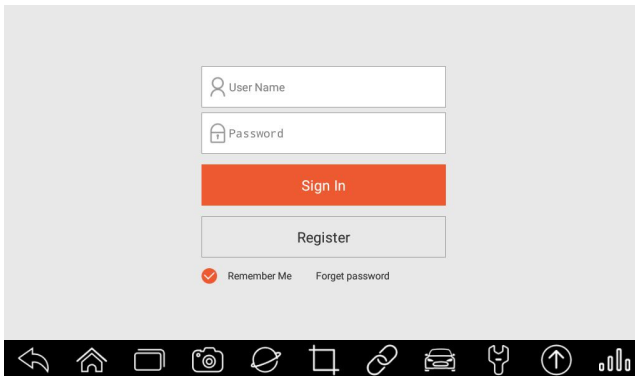 User Name
Password
Sign In
Register
Remember Me Forget password